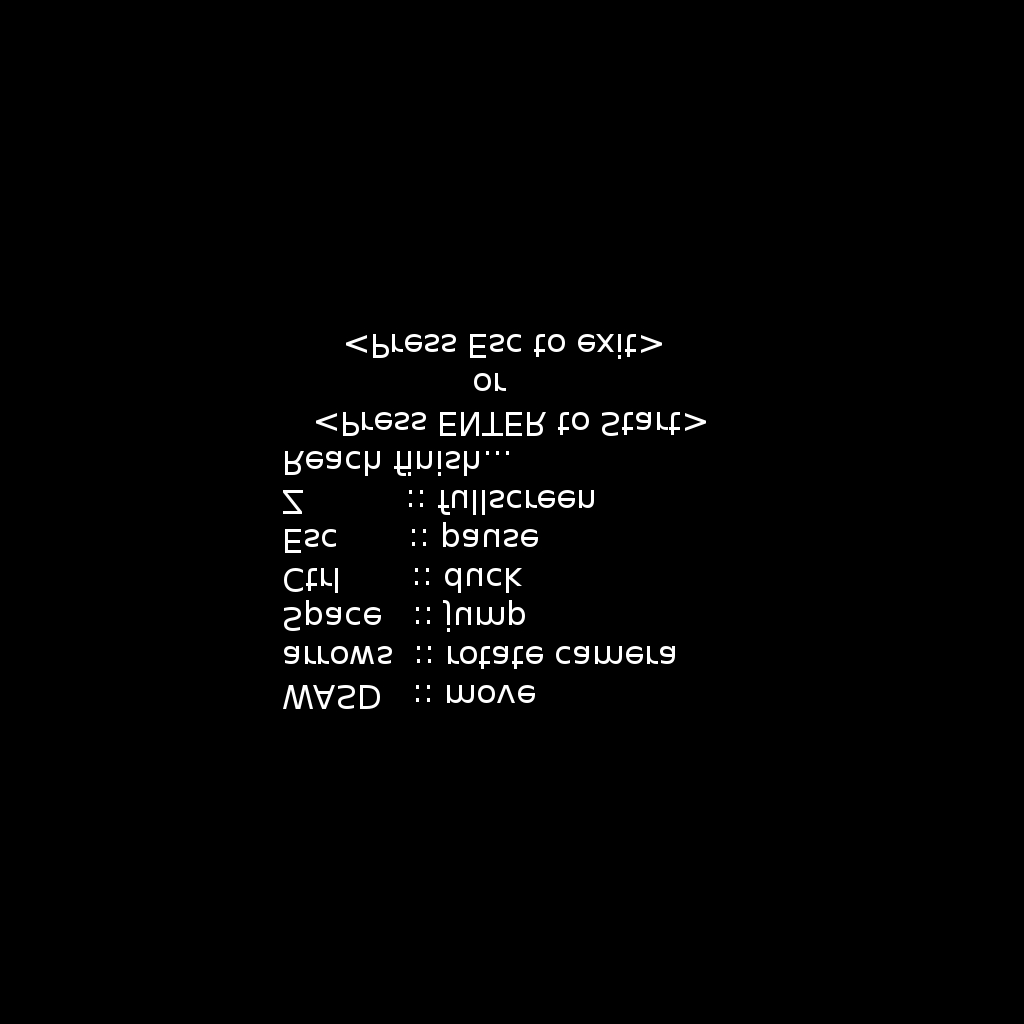 WASD :: move
arrows :: rotate camera
Space :: jump
Ctrl :: duck
Esc :: pause
Z :: fullscreen
Reach finish...
<Press ENTER to Start>
or
<Press Esc to exit>